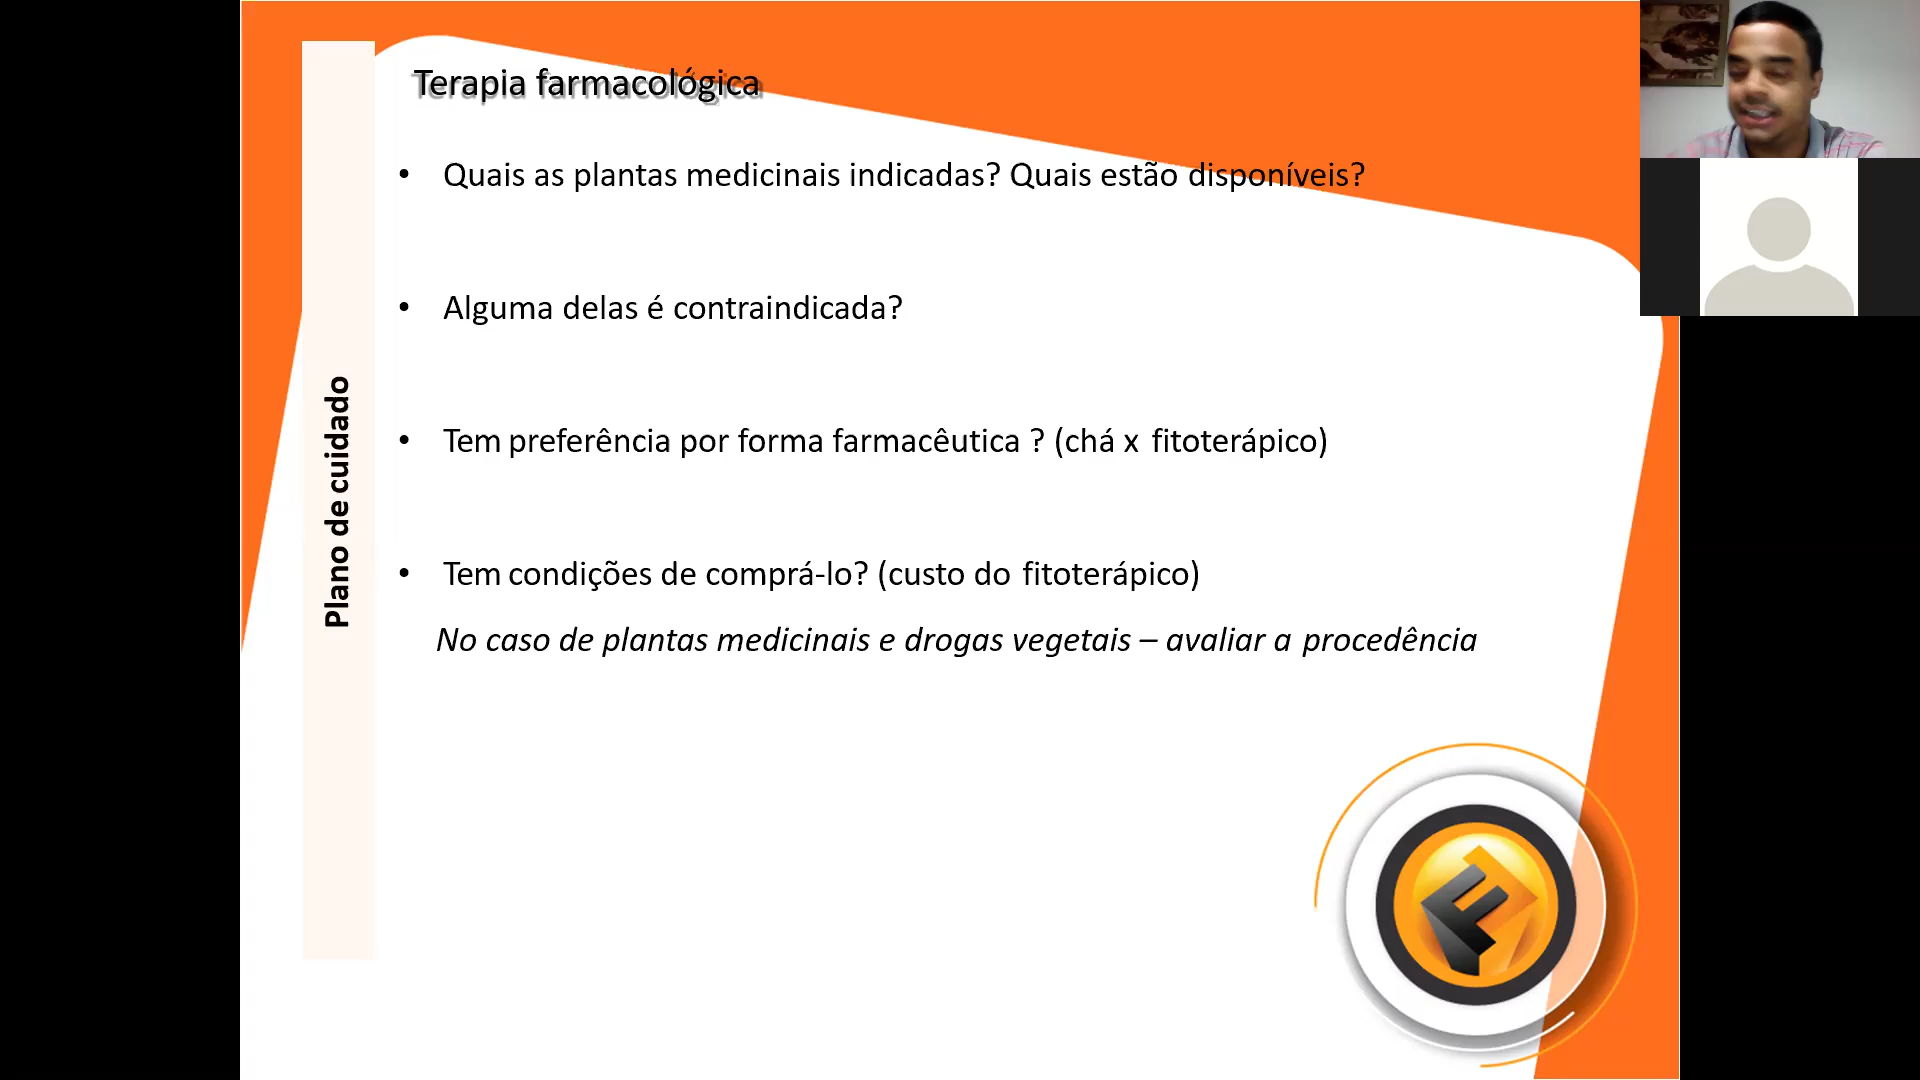 Terapia farmacológica
• Quais as plantas medicinais indicadas? Quais estão disponíveis?
• Alguma delas é contraindicada?
• Tem preferência por forma farmacêutica ? (chá x fitoterápico)
• Tem condições de comprá-lo? (custo do fitoterápico)
No caso de plantas medicinais e drogas vegetais – avaliar a procedência
Plano de cuidado